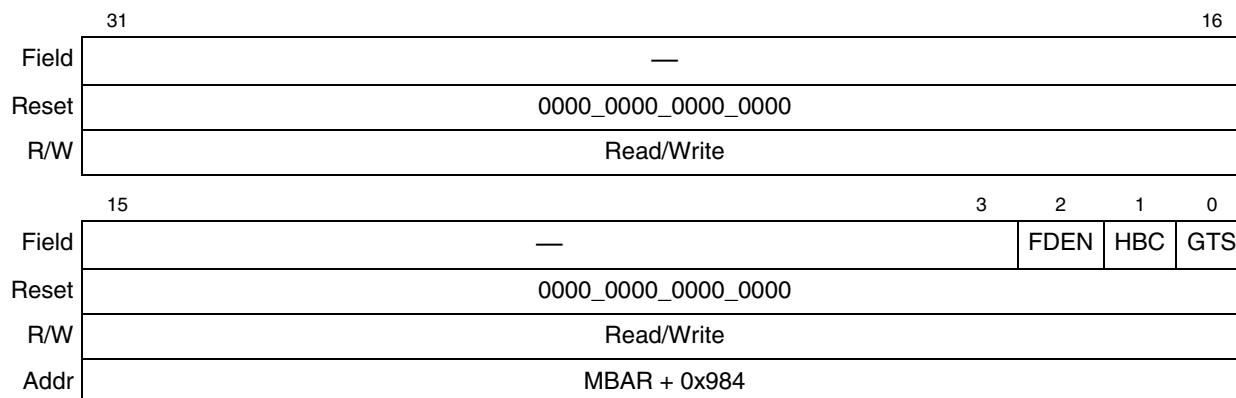 31 16
Field —
Reset 0000_0000_0000_0000
R/W Read/Write
15 3 2 1 0
Field — FDEN HBC GTS
Reset 0000_0000_0000_0000
R/W Read/Write
Addr MBAR + 0x984